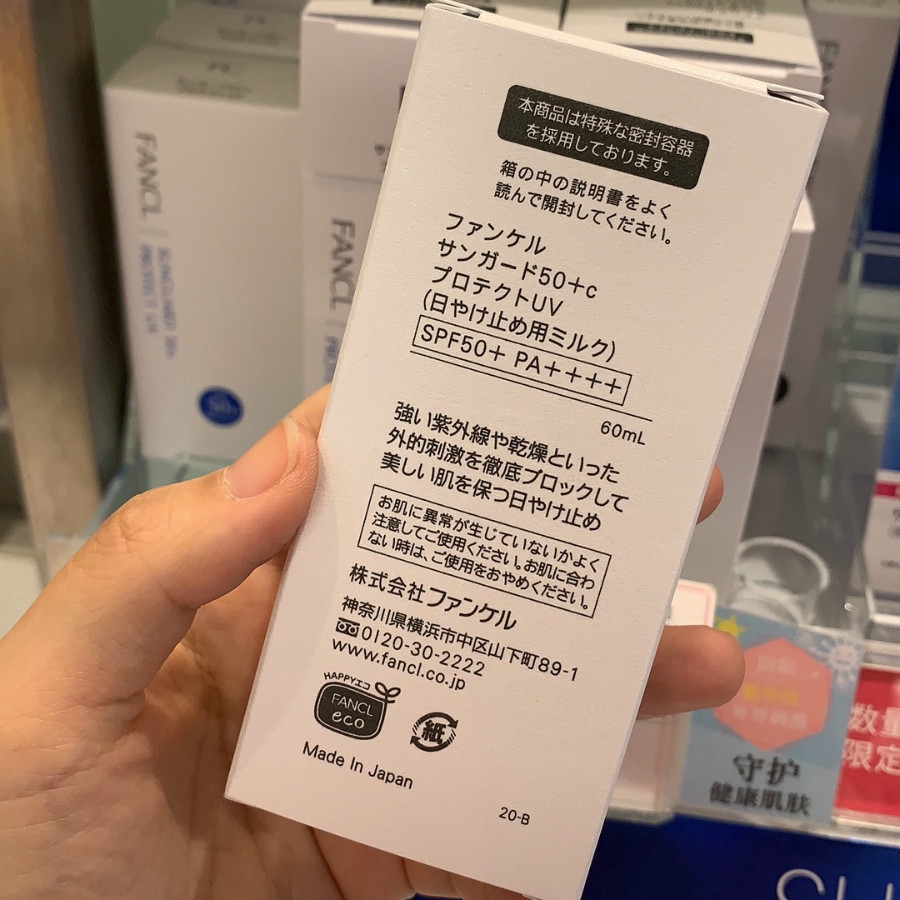 本商品は特殊な密封容器
を採用しております。
箱の中の説明書をよく
読んで開封してください。
ファンケル
サンガード50+c
プロテクトUV
(日やけ止め用ミルク)
SPF50+ PA++++
60mL
強い紫外線や乾燥といった
外的刺激を徹底ブロックして
美しい肌を保つ日やけ止め
お肌に異常が生じていないかよく
注意してご使用ください。お肌に合わ
ない時は、ご使用をおやめください。
株式会社ファンケル
神奈川県横浜市中区山下町89-1
0120-30-2222
www.fancl.co.jp
HAPPYエコ
FANCL
eco
紙
Made In Japan
20-B
FANCL
SUNGUARD 50+
PROTECT UV
FANCL
守护
健康肌肤
数量
限定